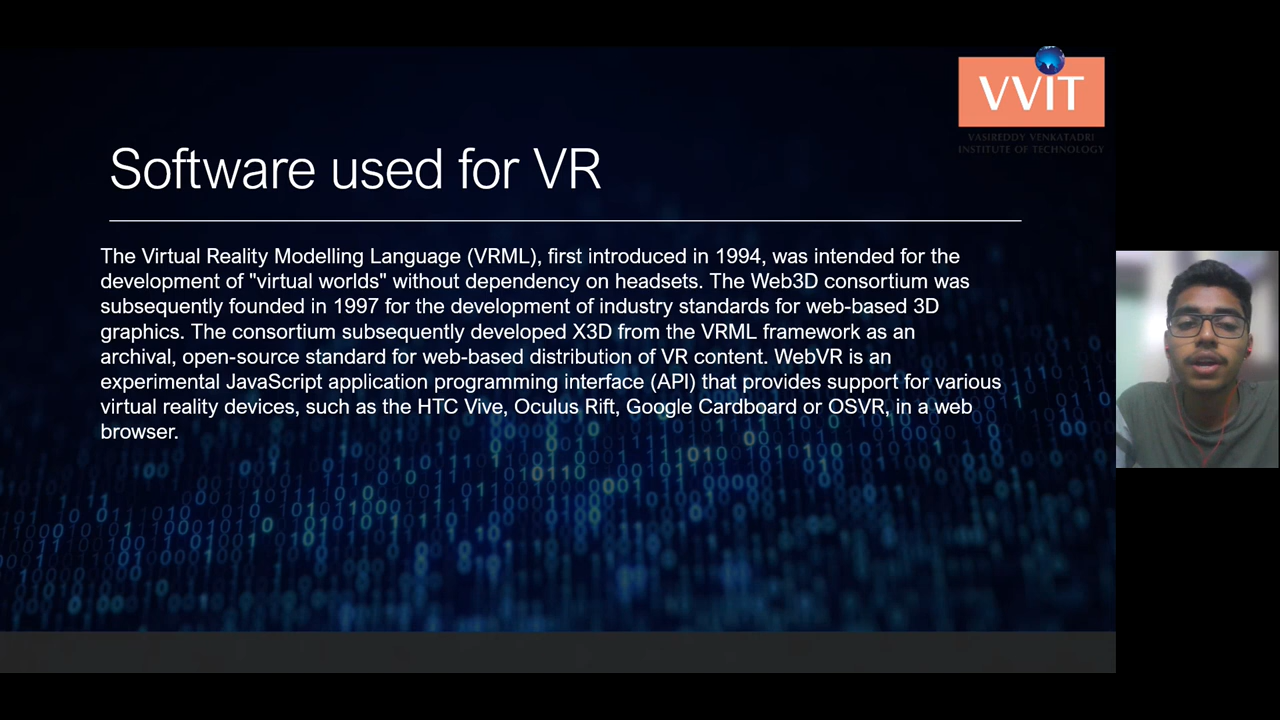 VVIT
VASIREDDY VENKATADRI
INSTITUTE OF TECHNOLOGY
Software used for VR
The Virtual Reality Modelling Language (VRML), first introduced in 1994, was intended for the
development of "virtual worlds" without dependency on headsets. The Web3D consortium was
subsequently founded in 1997 for the development of industry standards for web-based 3D
graphics. The consortium subsequently developed X3D from the VRML framework as an
archival, open-source standard for web-based distribution of VR content. WebVR is an
experimental JavaScript application programming interface (API) that provides support for various
virtual reality devices, such as the HTC Vive, Oculus Rift, Google Cardboard or OSVR, in a web
browser.